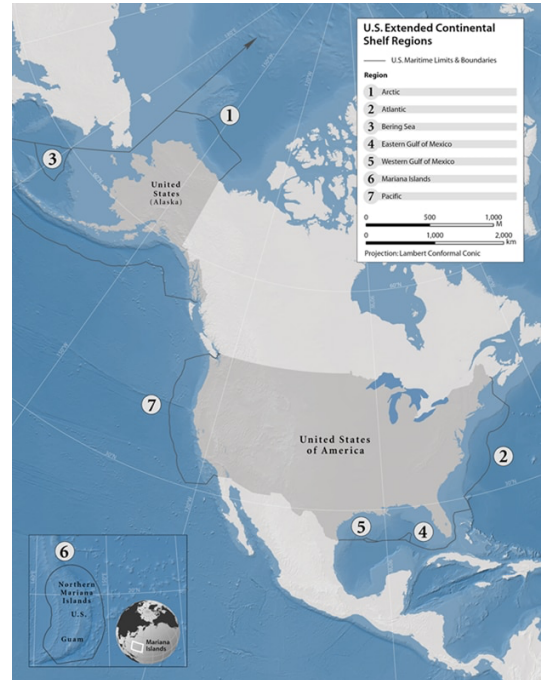 U.S. Extended Continental
Shelf Regions
U.S. Maritime Limits & Boundaries
Region
1 Arctic
2 Atlantic
3 Bering Sea
4 Eastern Gulf of Mexico
5 Western Gulf of Mexico
6 Mariana Islands
7 Pacific
0 500 1,000
M
0 1,000 2,000
km
Projection: Lambert Conformal Conic
1
3
United
States
(Alaska)
7
United States
of America
2
5
4
6
Northern
Mariana
Islands
U.S.
Guam
Mariana
Islands